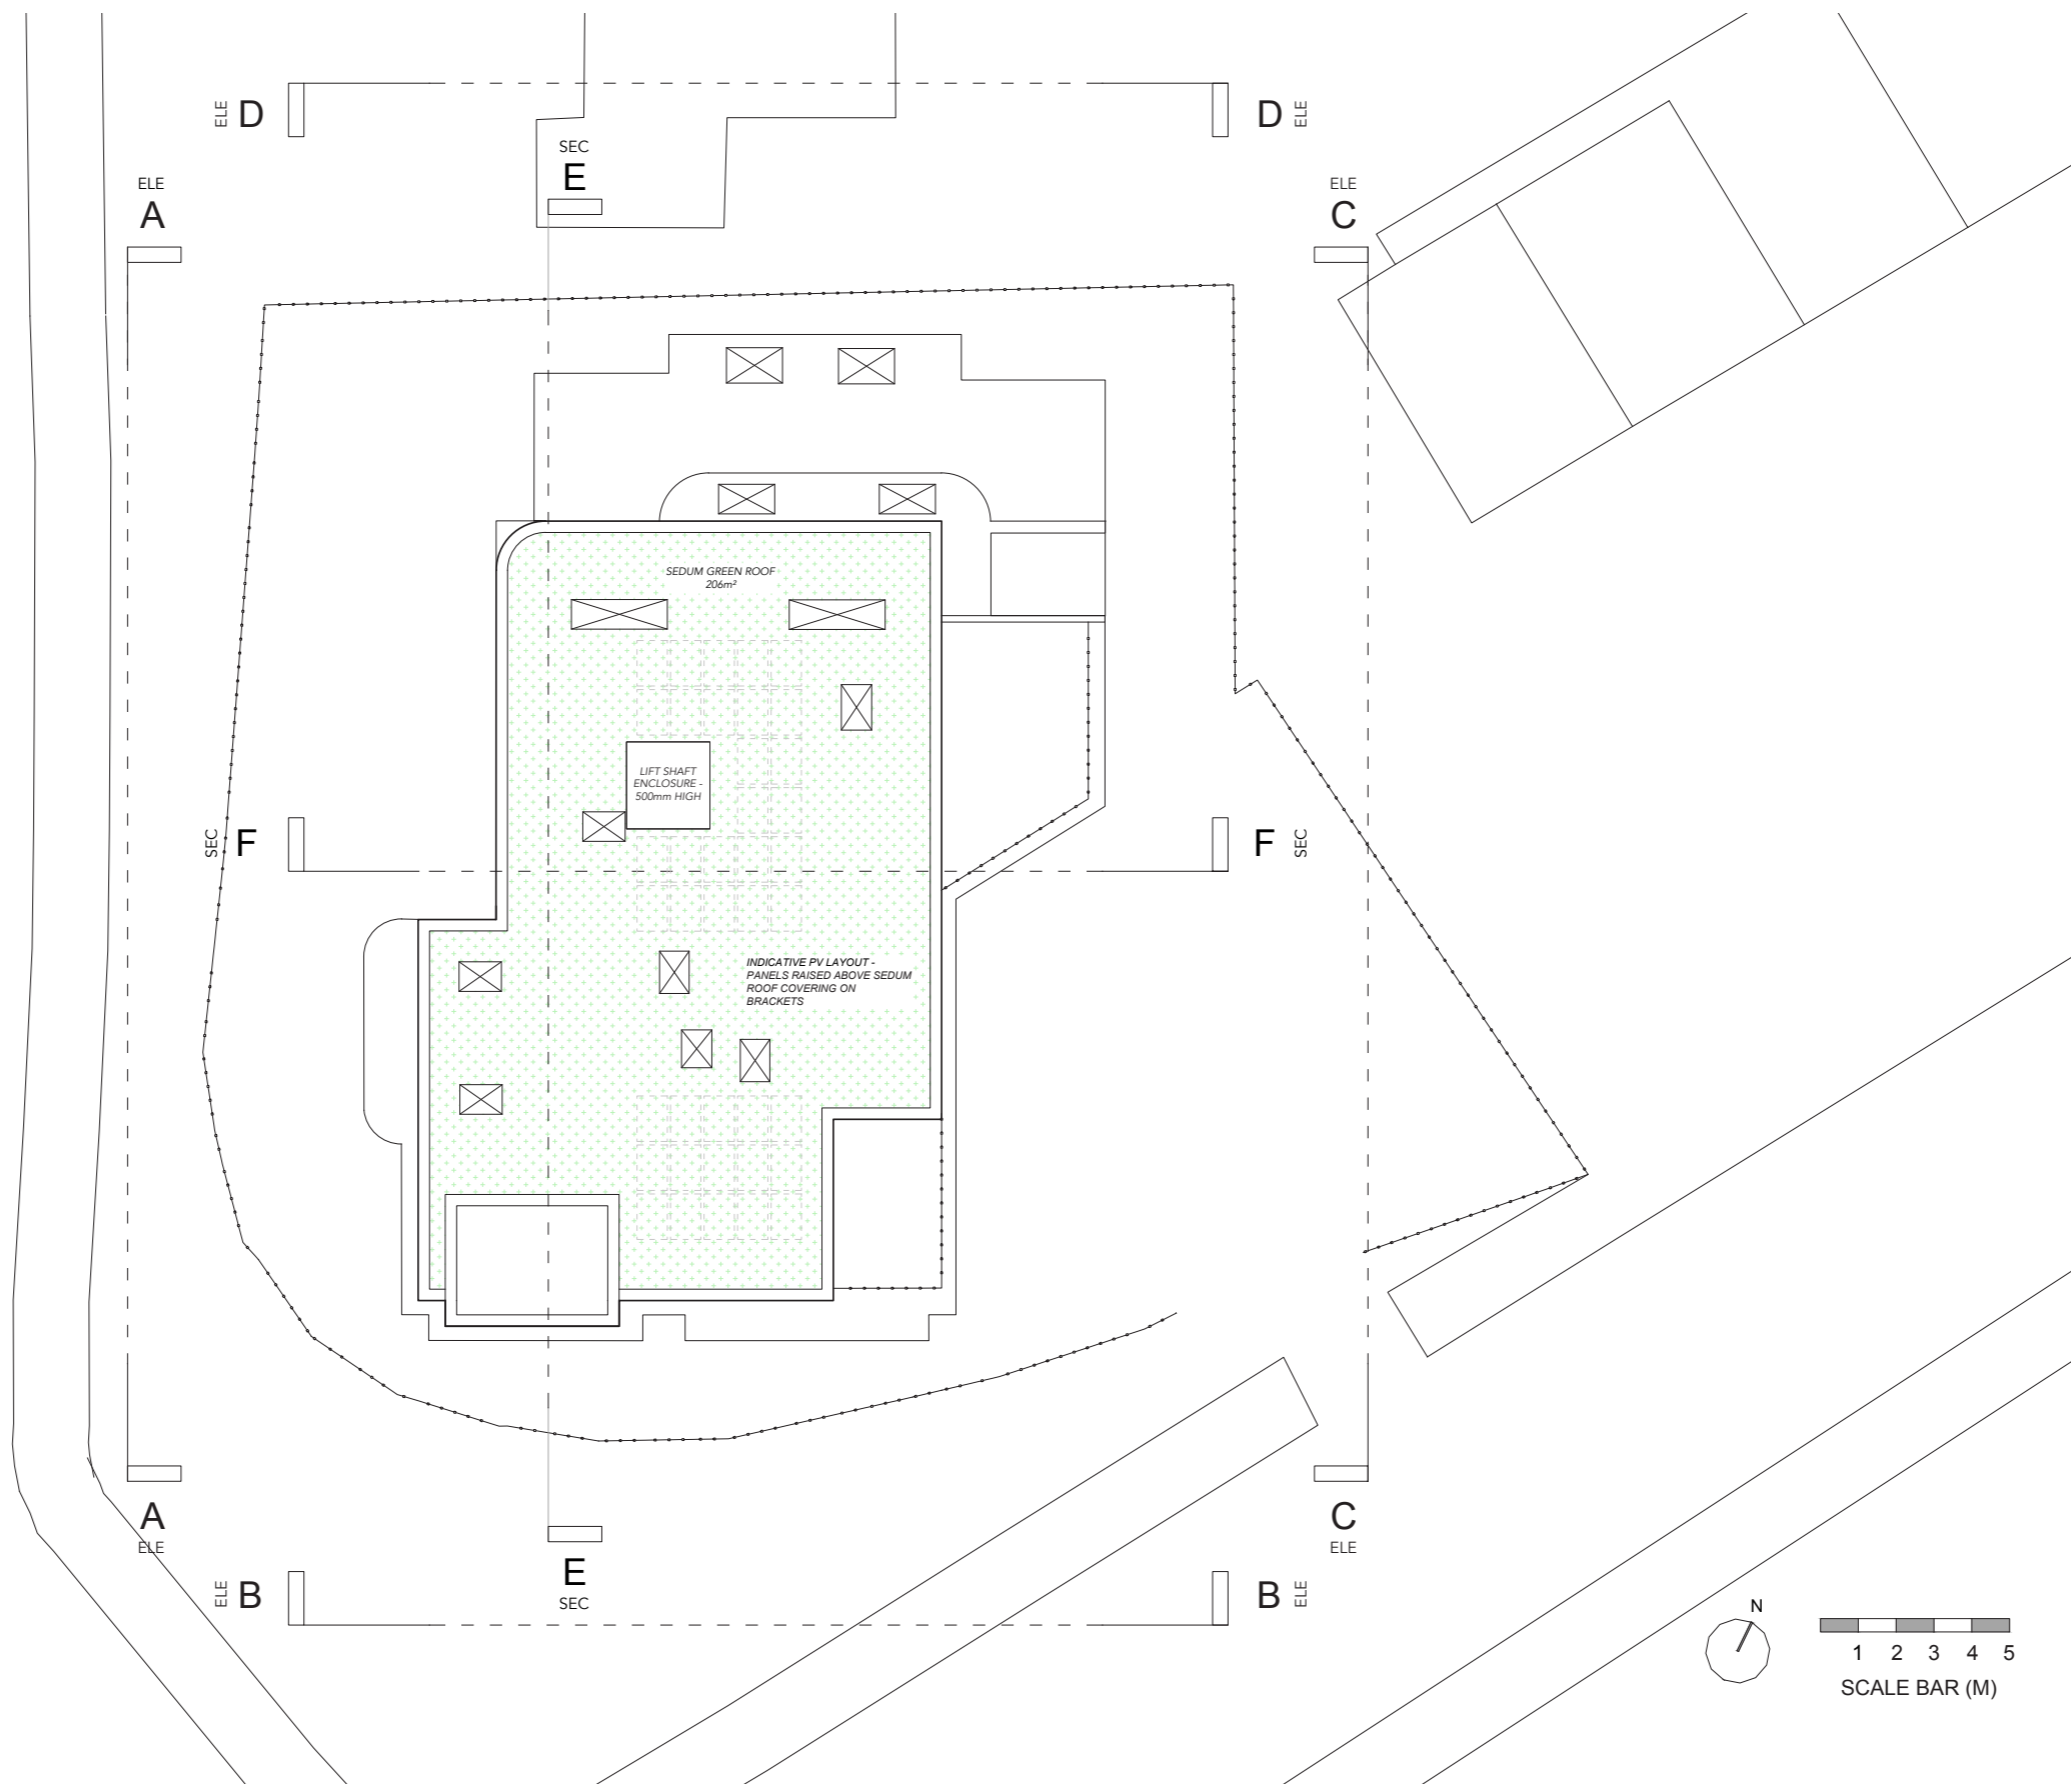 ELE
D
D
ELE
SEC
E
ELE
A
ELE
C
SEDUM GREEN ROOF
206m²
LIFT SHAFT
ENCLOSURE -
500mm HIGH
SEC
F
F
SEC
INDICATIVE PV LAYOUT -
PANELS RAISED ABOVE SEDUM
ROOF COVERING ON
BRACKETS
A
ELE
C
ELE
E
SEC
ELE
B
B
ELE
N
1 2 3 4 5
SCALE BAR (M)